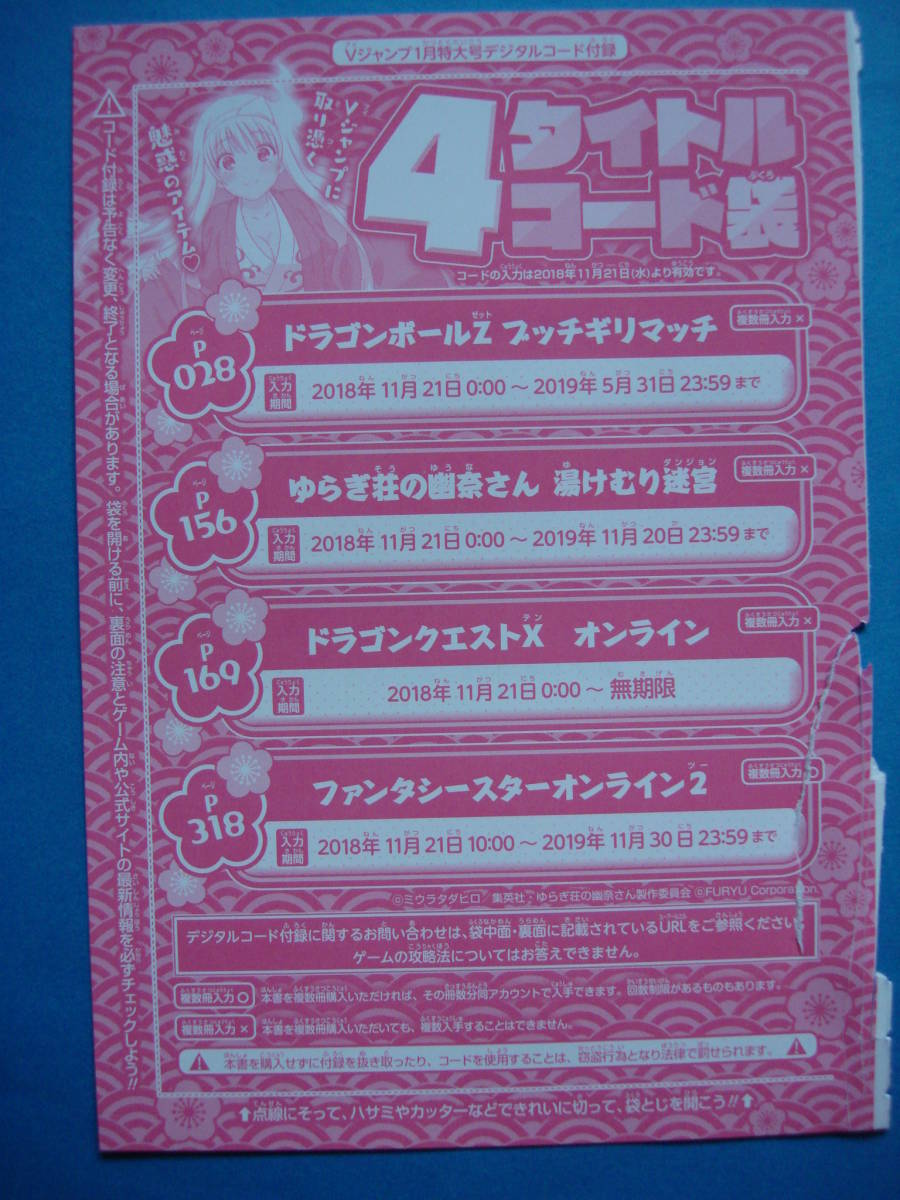 Vジャンプ1月特大号デジタルコード付録
Vジャンプに
取り憑く
魅惑のアイテム♡
4タイトル
コード袋
コードの入力は2018年11月21日(水)より有効です。
P
028
ドラゴンボールZ ブッチギリマッチ
複数冊入力 ×
入力
期間
2018年 11月 21日 0:00 ～ 2019年 5月 31日 23:59 まで
P
156
ゆらぎ荘の幽奈さん 湯けむり迷宮
複数冊入力 ×
入力
期間
2018年 11月 21日 0:00 ～ 2019年 11月 20日 23:59 まで
P
169
ドラゴンクエストX オンライン
複数冊入力 ×
入力
期間
2018年 11月 21日 0:00 ～ 無期限
P
318
ファンタシースターオンライン2
複数冊入力 ○
入力
期間
2018年 11月 21日 10:00 ～ 2019年 11月 30日 23:59 まで
©ミウラタダヒロ／集英社・ゆらぎ荘の幽奈さん製作委員会 ©FURYU Corporation.
デジタルコード付録に関するお問い合わせは、袋中面・裏面に記載されているURLをご参照ください
ゲームの攻略法についてはお答えできません。
複数冊入力 ○ 本書を複数冊購入いただければ、その冊数分同アカウントで入手できます。回数制限があるものもあります。
複数冊入力 × 本書を複数冊購入いただいても、複数入手することはできません。
本書を購入せずに付録を抜き取ったり、コードを使用することは、窃盗行為となり法律で罰せられます。
⬆点線にそって、ハサミやカッターなどできれいに切って、袋とじを開こう!!⬆
コード付録は予告なく変更、終了となる場合があります。袋を開ける前に、裏面の注意とゲーム内や公式サイトの最新情報を必ずチェックしよう!!